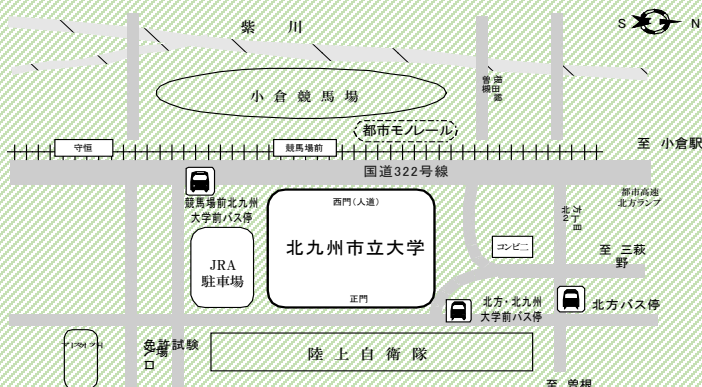 紫川
S N
小倉競馬場
都市モノレール
守恒
競馬場前
至 小倉駅
国道322号線
都市高速
北方ランプ
競馬場前北九州
大学前バス停
西門(人道)
北九州市立大学
正門
JRA
駐車場
コンビニ
至 三萩
野
北方・北九州
大学前バス停
北方バス停
免許試験
場
入口
陸上自衛隊
至 曽根